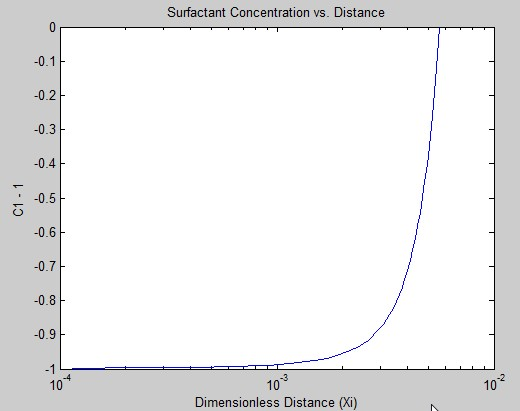 Surfactant Concentration vs. Distance
0
-0.1
-0.2
-0.3
-0.4
-0.5
-0.6
-0.7
-0.8
-0.9
-1
C1 - 1
10^-4 10^-3 10^-2
Dimensionless Distance (Xi)